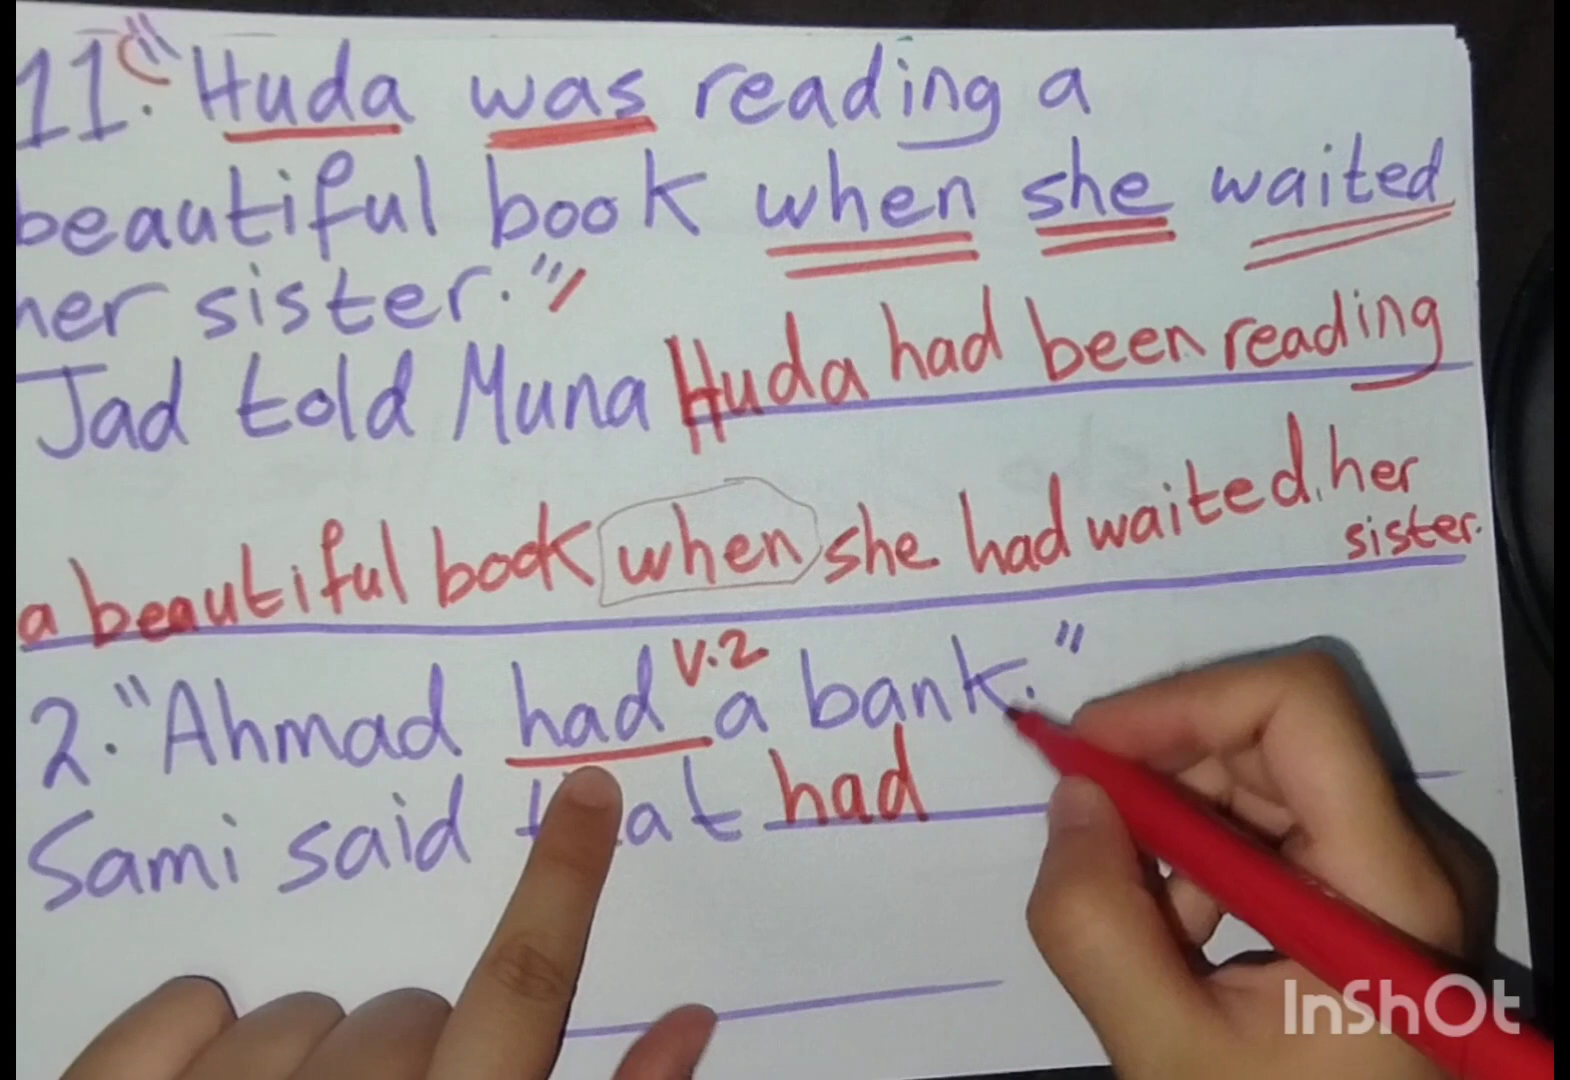 11. "Huda was reading a
beautiful book when she waited
her sister."
Jad told Muna Huda had been reading
a beautiful book when she had waited her
sister.
2. "Ahmad had v.2 a bank."
Sami said that had
InShOt